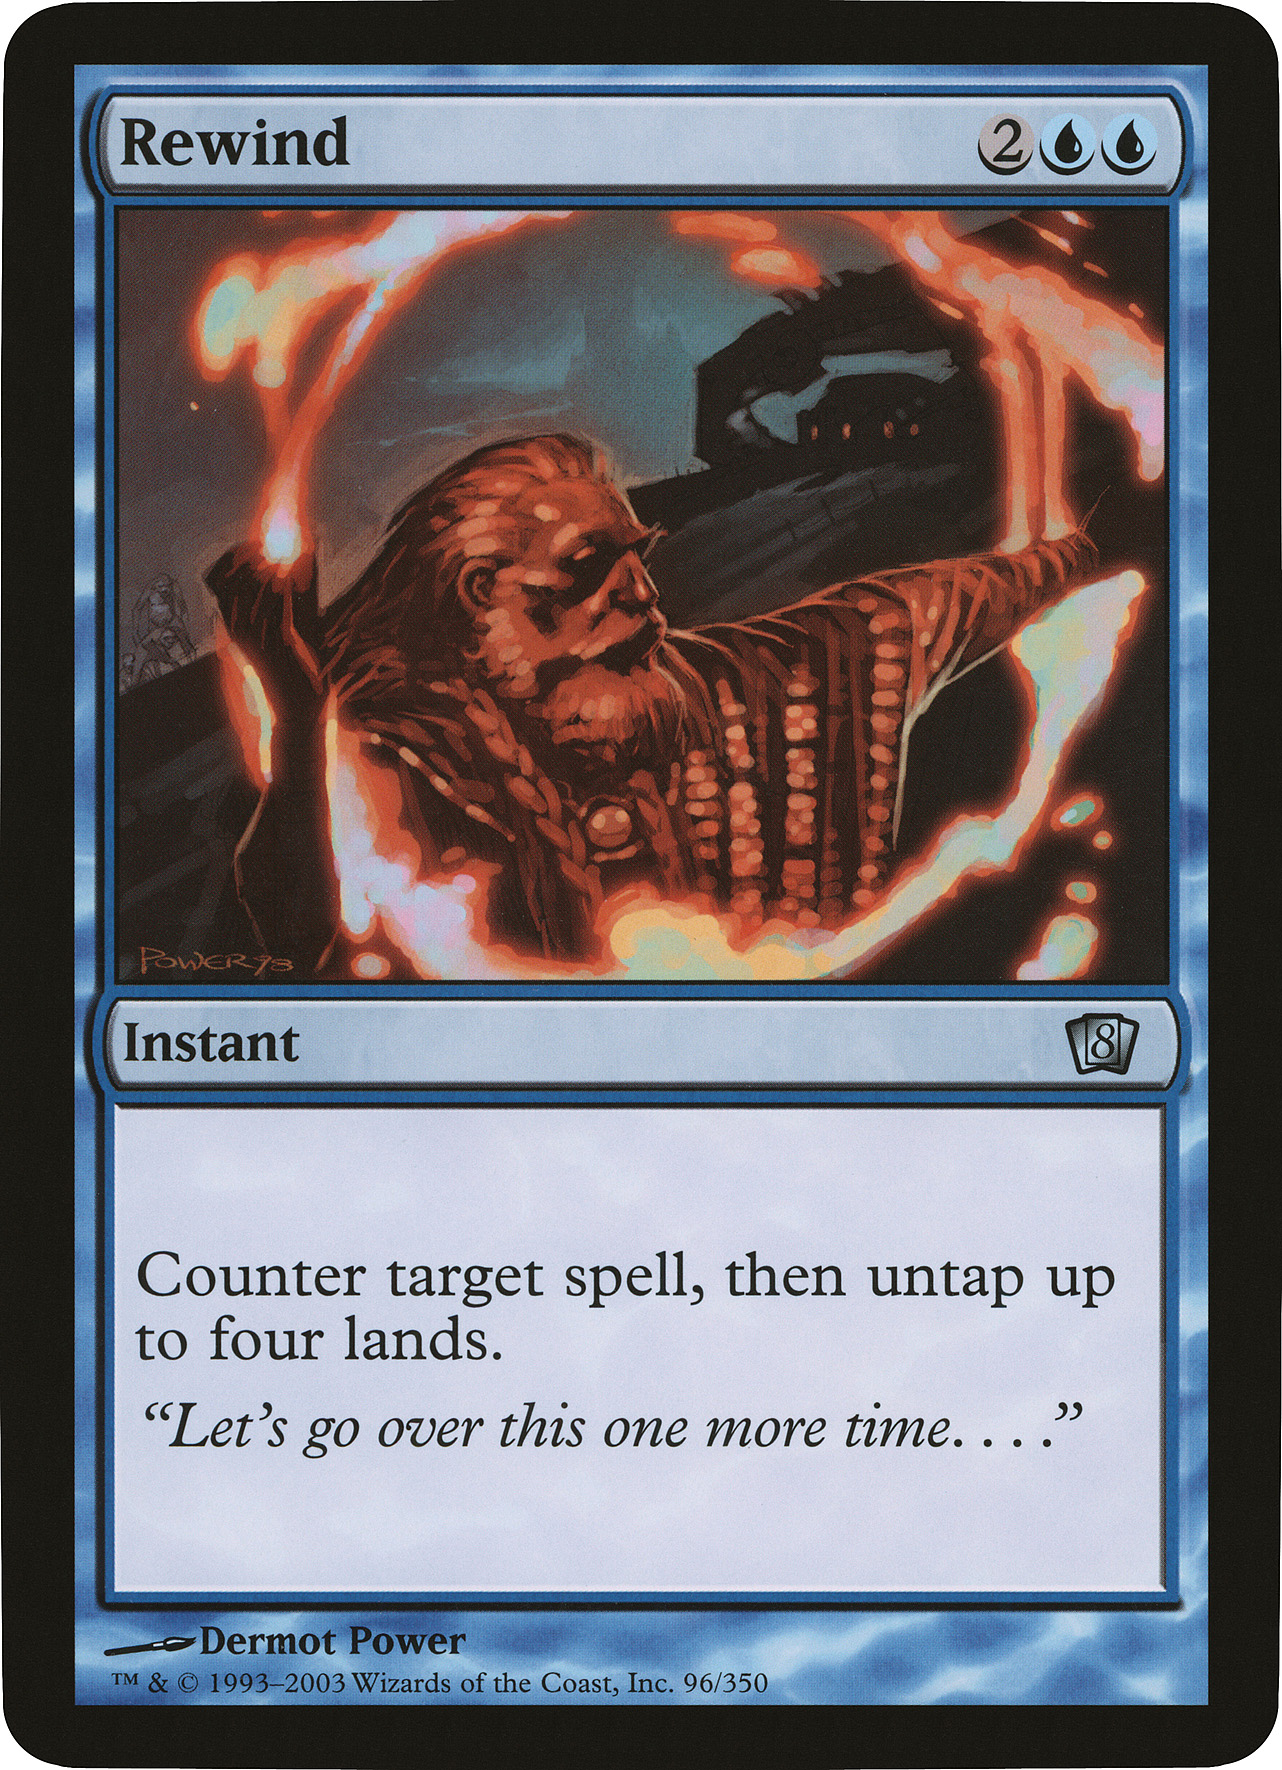 Rewind 2
POWER 98
Instant 8
Counter target spell, then untap up
to four lands.
“Let's go over this one more time. . . .”
Dermot Power
™ & © 1993–2003 Wizards of the Coast, Inc. 96/350